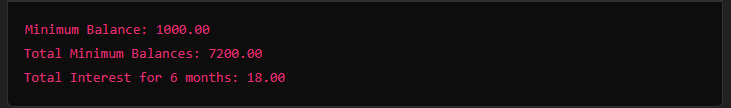 Minimum Balance: 1000.00
Total Minimum Balances: 7200.00
Total Interest for 6 months: 18.00